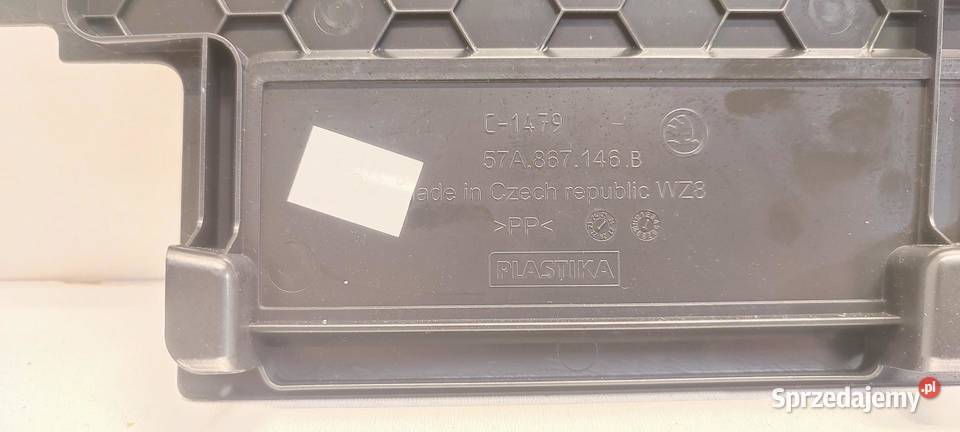 C-1479 -
57A.867.146.B
ade in Czech republic WZ8
>PP<
PLASTIKA
Sprzedajemy.pl